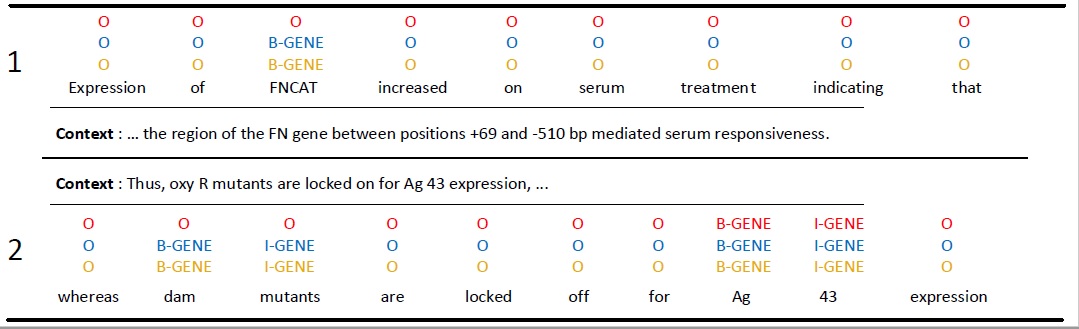 O O O O O O O O O
O O B-GENE O O O O O O
1
O O B-GENE O O O O O O
Expression of FNCAT increased on serum treatment indicating that
Context : ... the region of the FN gene between positions +69 and -510 bp mediated serum responsiveness.
Context : Thus, oxy R mutants are locked on for Ag 43 expression, ...
O O O O O O O B-GENE I-GENE O
2
O B-GENE I-GENE O O O O B-GENE I-GENE O
O B-GENE I-GENE O O O O B-GENE I-GENE O
whereas dam mutants are locked off for Ag 43 expression